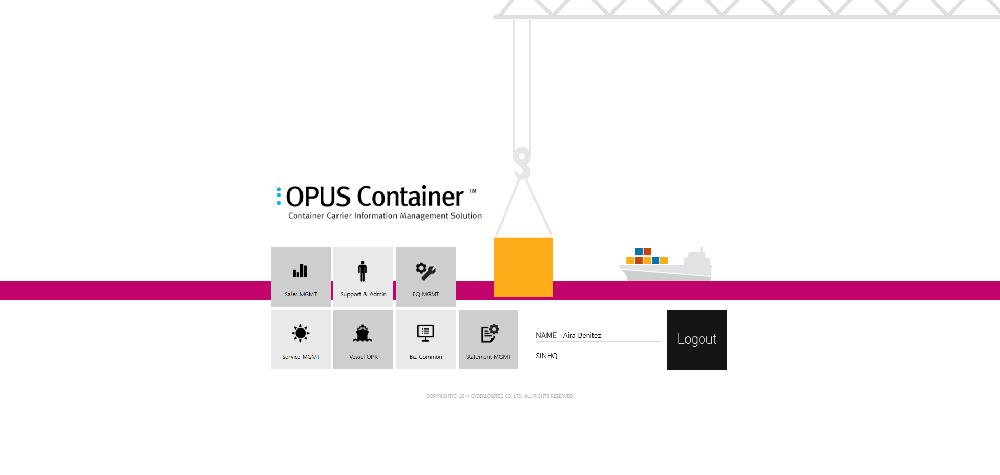 OPUS Container ™
Container Carrier Information Management Solution
Sales MGMT
Support & Admin
EQ MGMT
Service MGMT
Vessel OPR
Biz Common
Statement MGMT
NAME Aira Benitez
SINHQ
Logout
COPYRIGHT(C) 2014 CYBERLOGITEC CO. LTD. ALL RIGHTS RESERVED.